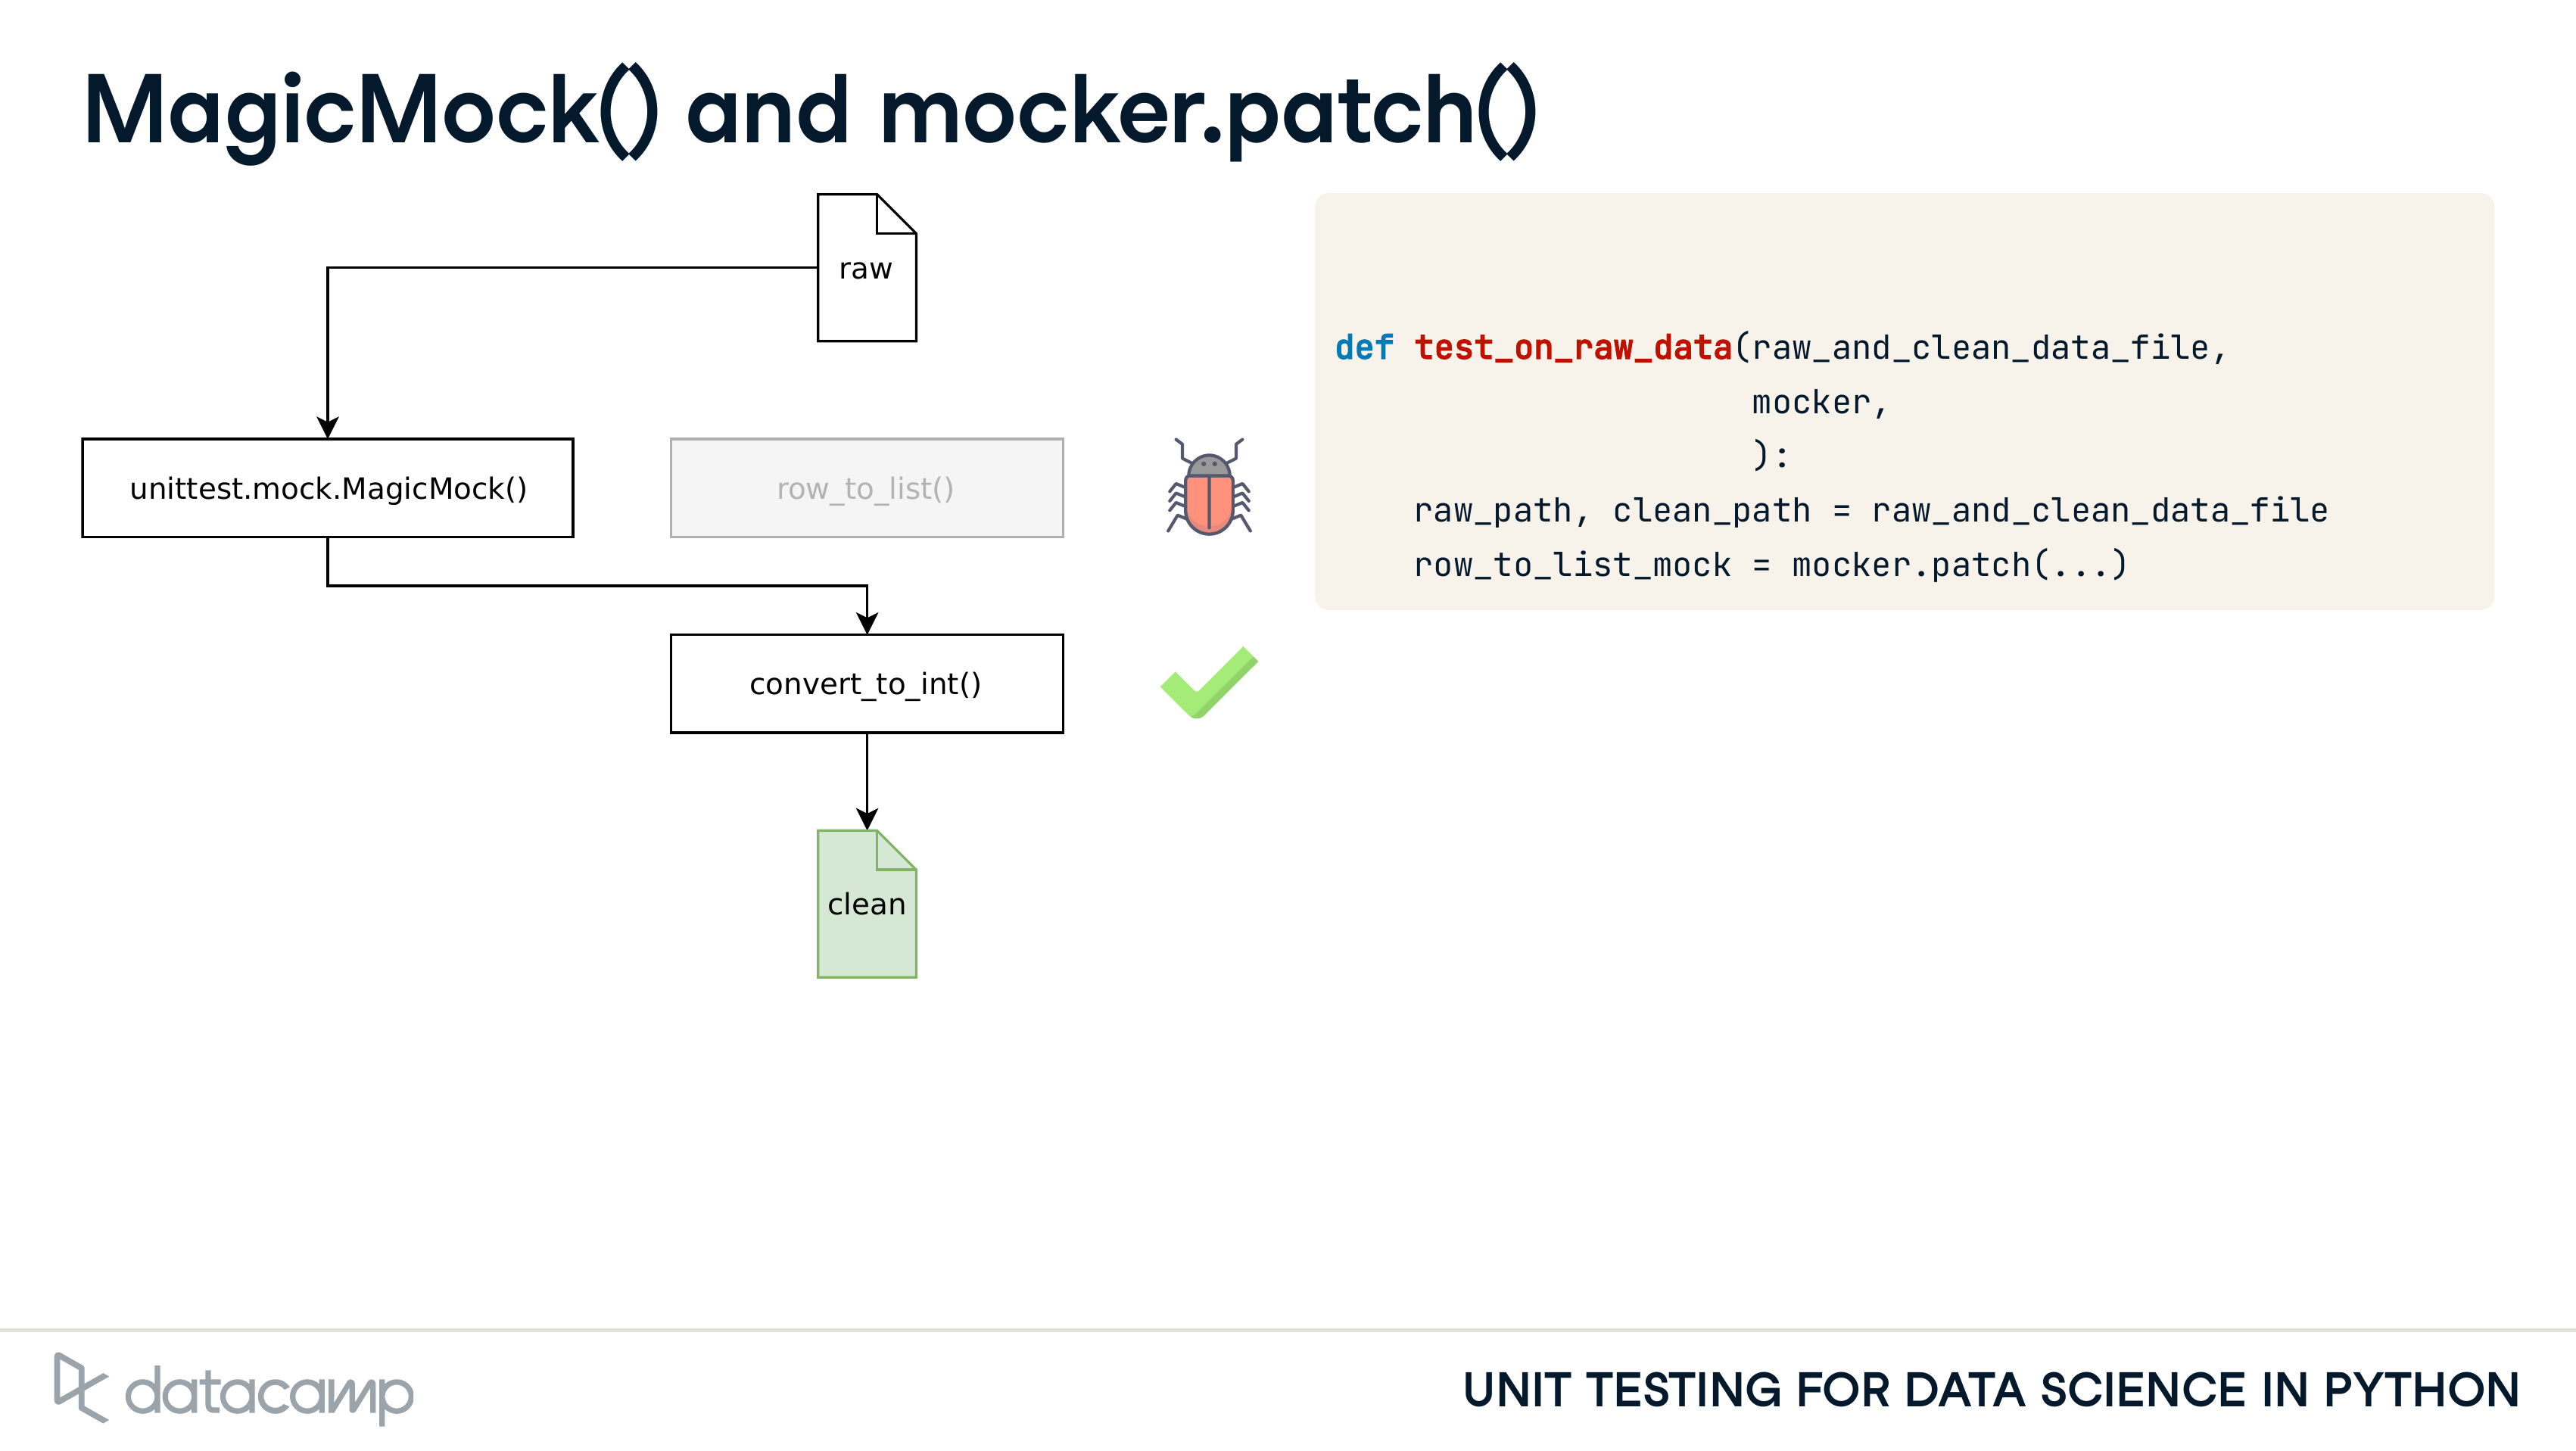 MagicMock() and mocker.patch()
raw
unittest.mock.MagicMock()
row_to_list()
convert_to_int()
clean
def test_on_raw_data(raw_and_clean_data_file,
mocker,
):
raw_path, clean_path = raw_and_clean_data_file
row_to_list_mock = mocker.patch(...)
datacamp
UNIT TESTING FOR DATA SCIENCE IN PYTHON